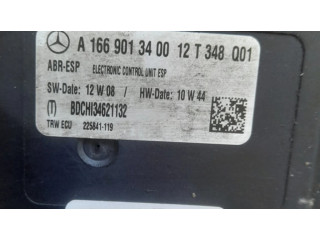 A 166 901 34 00 12 T 348 Q01
ABR-ESP ELECTRONIC CONTROL UNIT ESP
SW-Date: 12 W 08 / HW-Date: 10 W 44
(T) BDCHI34621132
TRW ECU 225841-119